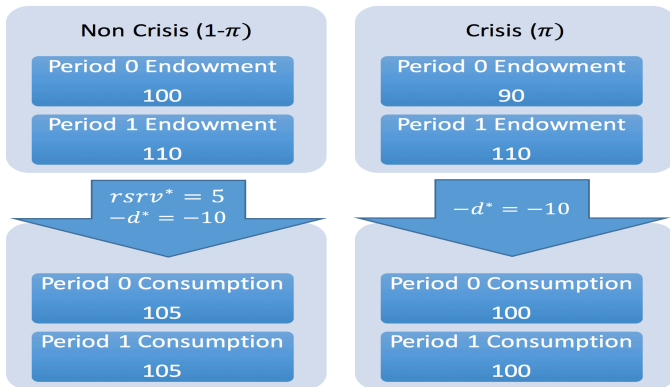 Non Crisis (1-π)
Period 0 Endowment
100
Period 1 Endowment
110
rsrv* = 5
−d* = −10
Period 0 Consumption
105
Period 1 Consumption
105
Crisis (π)
Period 0 Endowment
90
Period 1 Endowment
110
−d* = −10
Period 0 Consumption
100
Period 1 Consumption
100